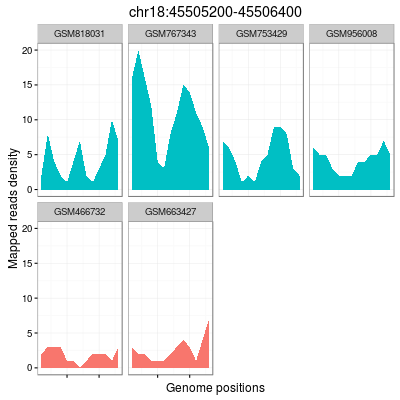 chr18:45505200-45506400
GSM818031 GSM767343 GSM753429 GSM956008
20
15
10
5
0
GSM466732 GSM663427
20
15
10
5
0
Mapped reads density
Genome positions